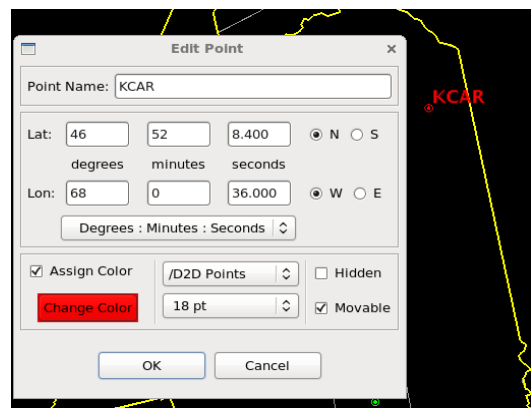 Edit Point
Point Name: KCAR
KCAR
Lat: 46 52 8.400 N S
degrees minutes seconds
Lon: 68 0 36.000 W E
Degrees : Minutes : Seconds
Assign Color /D2D Points Hidden
Change Color 18 pt Movable
OK Cancel